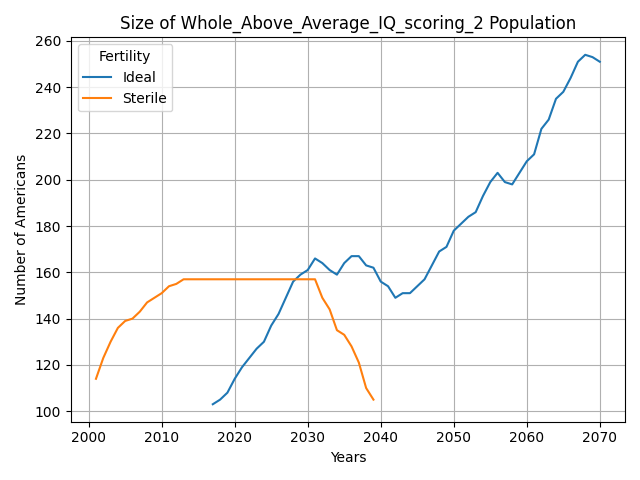 Size of Whole_Above_Average_IQ_scoring_2 Population
Fertility
Ideal
Sterile
Number of Americans
260
240
220
200
180
160
140
120
100
2000 2010 2020 2030 2040 2050 2060 2070
Years